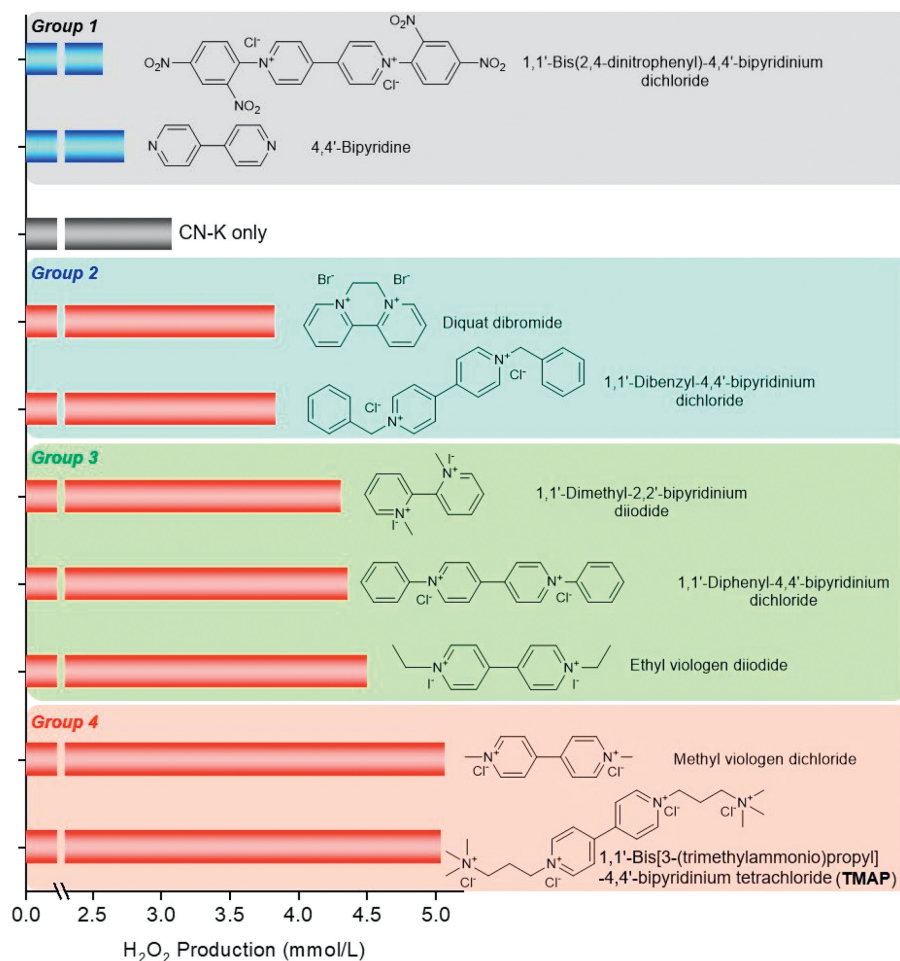 Group 1
NO₂
Cl⁻
O₂N
N⁺
N⁺
NO₂
Cl⁻
NO₂
1,1'-Bis(2,4-dinitrophenyl)-4,4'-bipyridinium
dichloride
N
N
4,4'-Bipyridine
CN-K only
Group 2
Br⁻
Br⁻
N⁺
N⁺
Diquat dibromide
N⁺
Cl⁻
Cl⁻
N⁺
1,1'-Dibenzyl-4,4'-bipyridinium
dichloride
Group 3
I⁻
N⁺
N⁺
I⁻
1,1'-Dimethyl-2,2'-bipyridinium
diiodide
N⁺
N⁺
Cl⁻
Cl⁻
1,1'-Diphenyl-4,4'-bipyridinium
dichloride
N⁺
N⁺
I⁻
I⁻
Ethyl viologen diiodide
Group 4
N⁺
N⁺
Cl⁻
Cl⁻
Methyl viologen dichloride
N⁺
Cl⁻
Cl⁻
N⁺
N⁺
Cl⁻
N⁺
Cl⁻
1,1'-Bis[3-(trimethylammonio)propyl]
-4,4'-bipyridinium tetrachloride (TMAP)
0.0 2.5 3.0 3.5 4.0 4.5 5.0
H₂O₂ Production (mmol/L)